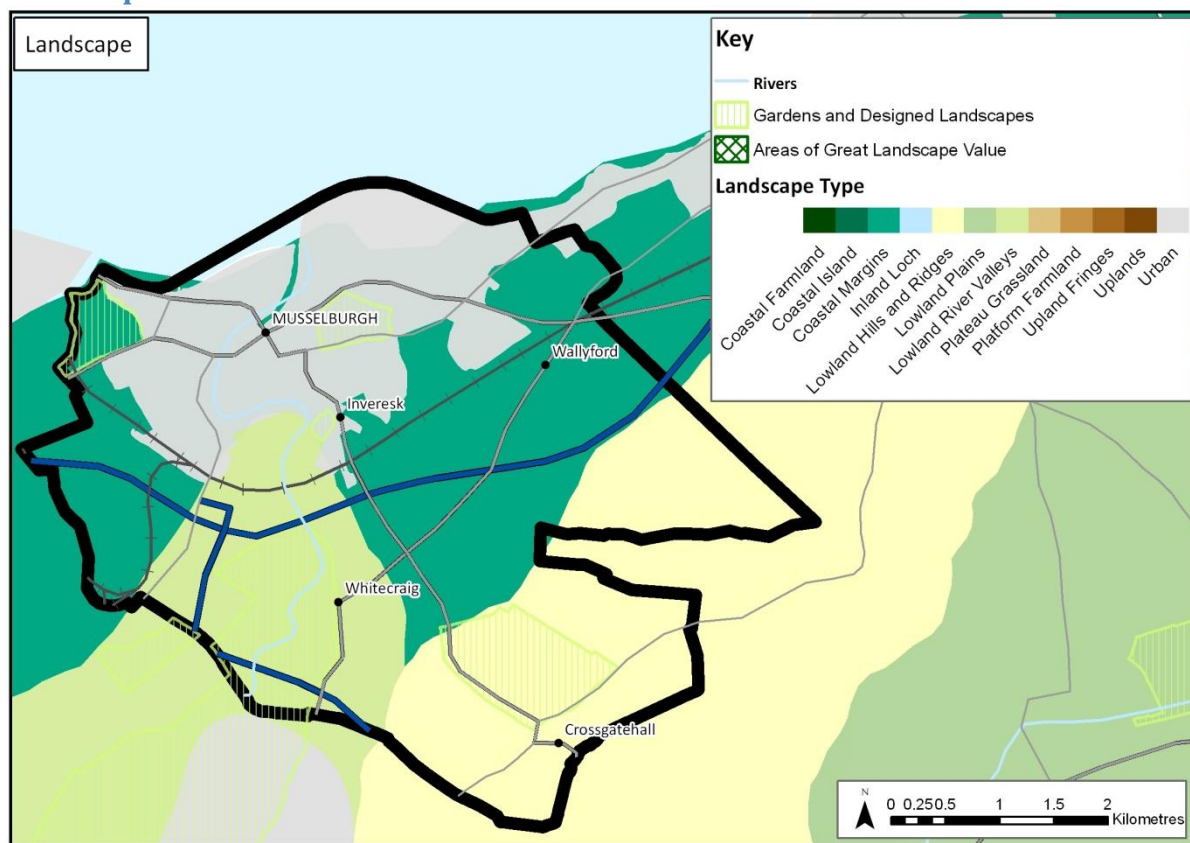 Landscape
Key
Rivers
Gardens and Designed Landscapes
Areas of Great Landscape Value
Landscape Type
Coastal Farmland
Coastal Island
Coastal Margins
Inland Loch
Lowland Hills and Ridges
Lowland Plains
Lowland River Valleys
Plateau Grassland
Platform Farmland
Upland Fringes
Uplands
Urban
MUSSELBURGH
Wallyford
Inveresk
Whitecraig
Crossgatehall
N
0 0.25 0.5 1 1.5 2
Kilometres